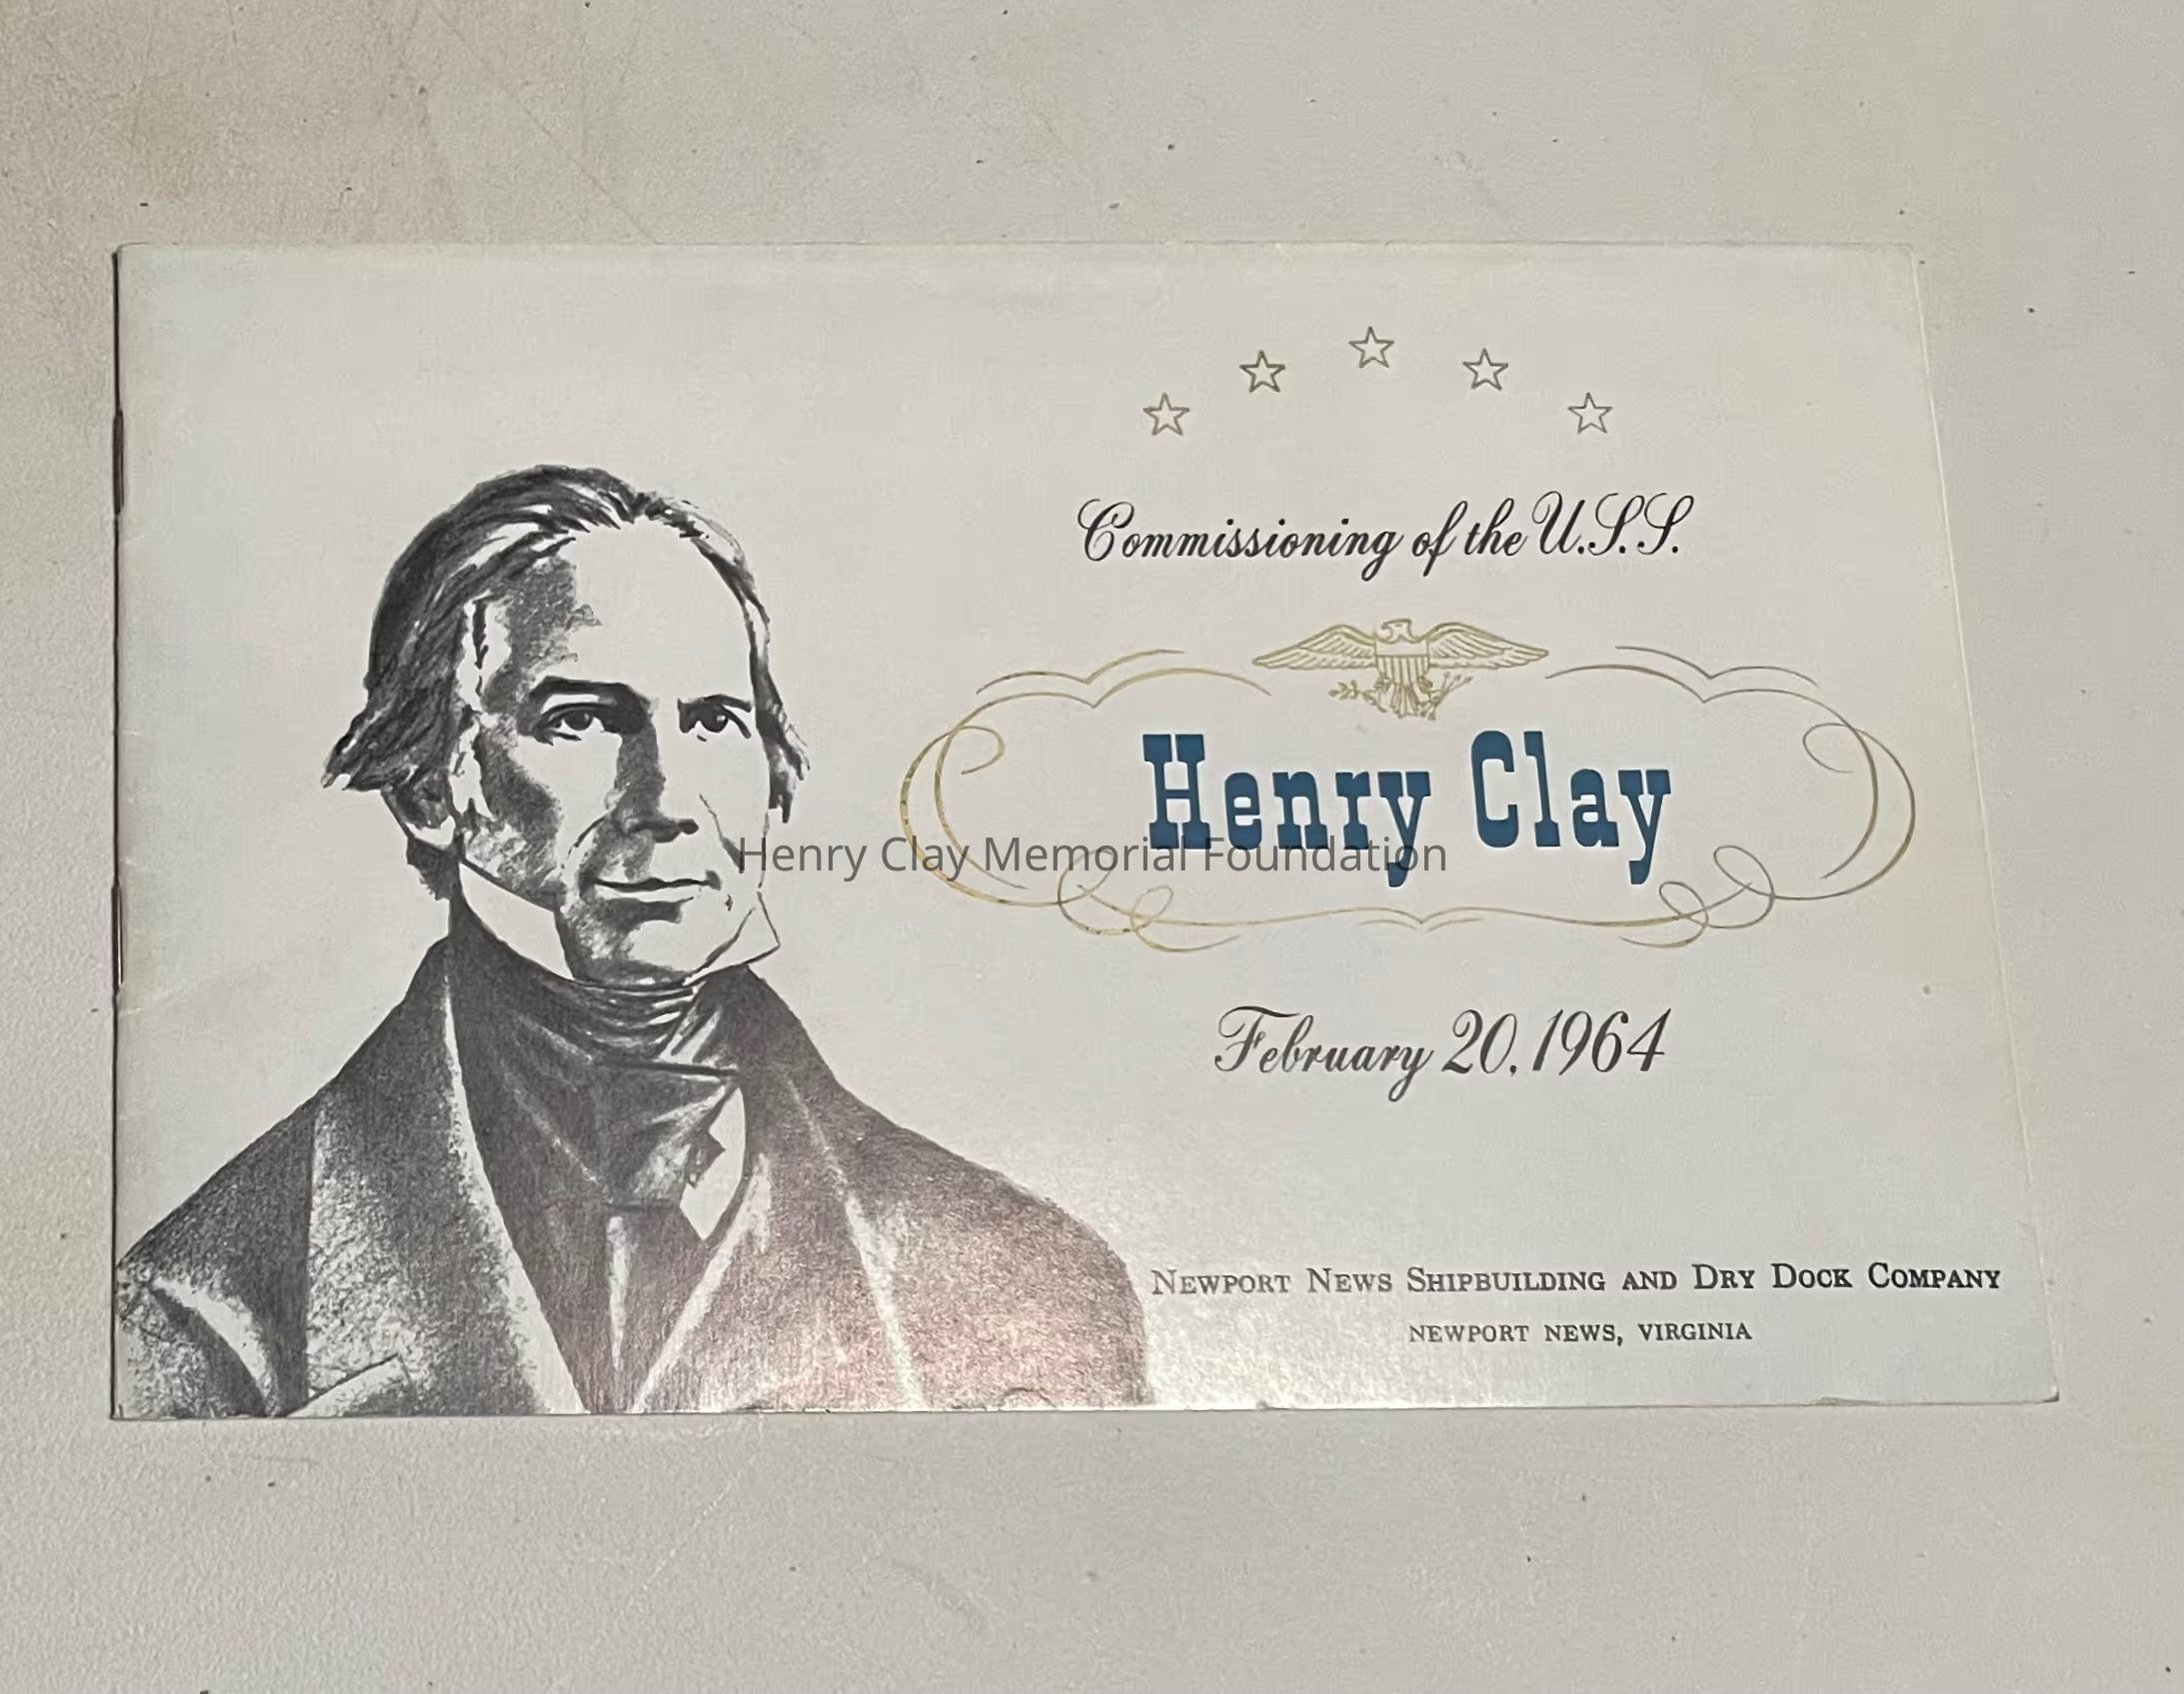 Commissioning of the U.S.S.
Henry Clay
Henry Clay Memorial Foundation
February 20, 1964
Newport News Shipbuilding and Dry Dock Company
NEWPORT NEWS, VIRGINIA